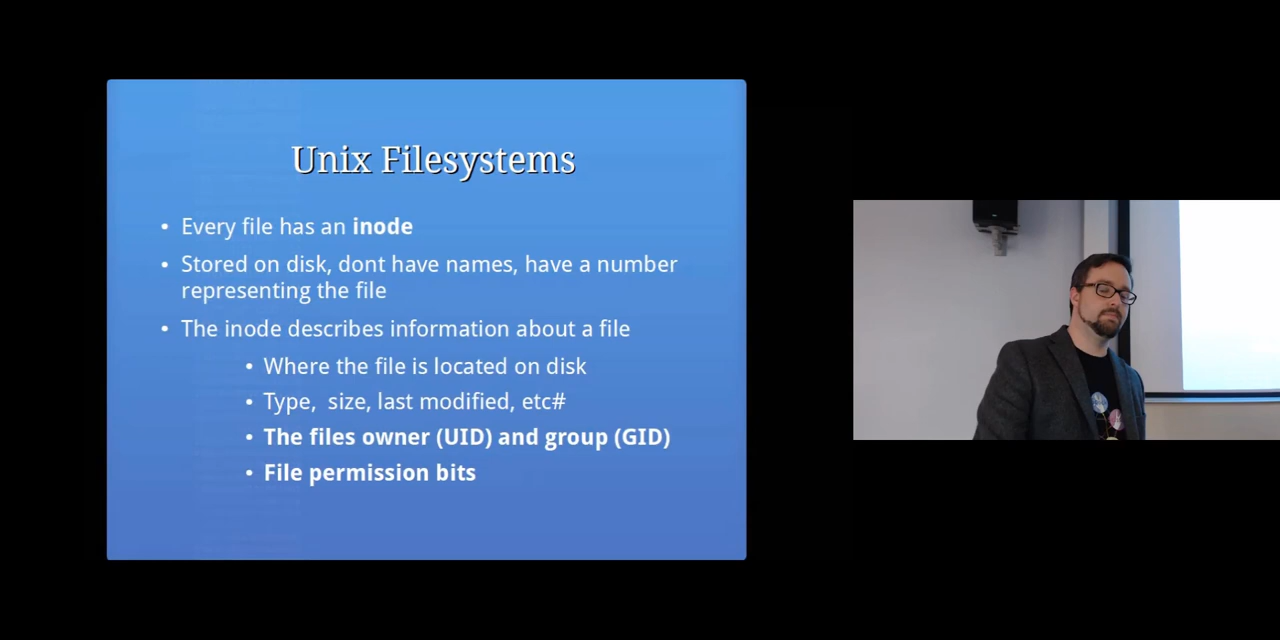 Unix Filesystems
• Every file has an inode
• Stored on disk, dont have names, have a number
representing the file
• The inode describes information about a file
• Where the file is located on disk
• Type,  size, last modified, etc#
• The files owner (UID) and group (GID)
• File permission bits